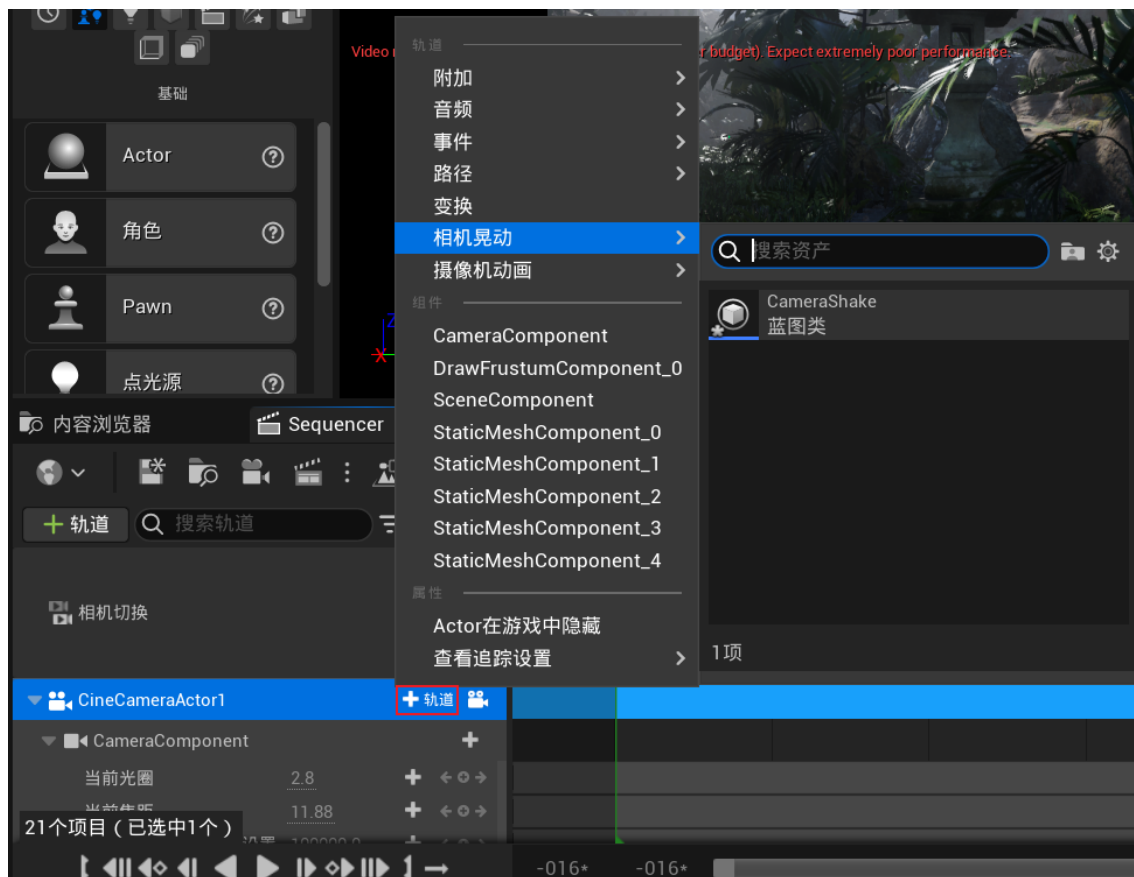 基础
Actor
角色
Pawn
点光源
Video
r budget). Expect extremely poor performance.
轨道
附加
音频
事件
路径
变换
相机晃动
摄像机动画
组件
CameraComponent
DrawFrustumComponent_0
SceneComponent
StaticMeshComponent_0
StaticMeshComponent_1
StaticMeshComponent_2
StaticMeshComponent_3
StaticMeshComponent_4
属性
Actor在游戏中隐藏
查看追踪设置
搜索资产
CameraShake
蓝图类
1项
内容浏览器
Sequencer
轨道
搜索轨道
相机切换
CineCameraActor1
轨道
CameraComponent
当前光圈
2.8
当前焦距
11.88
21个项目（已选中1个）
-016*
-016*